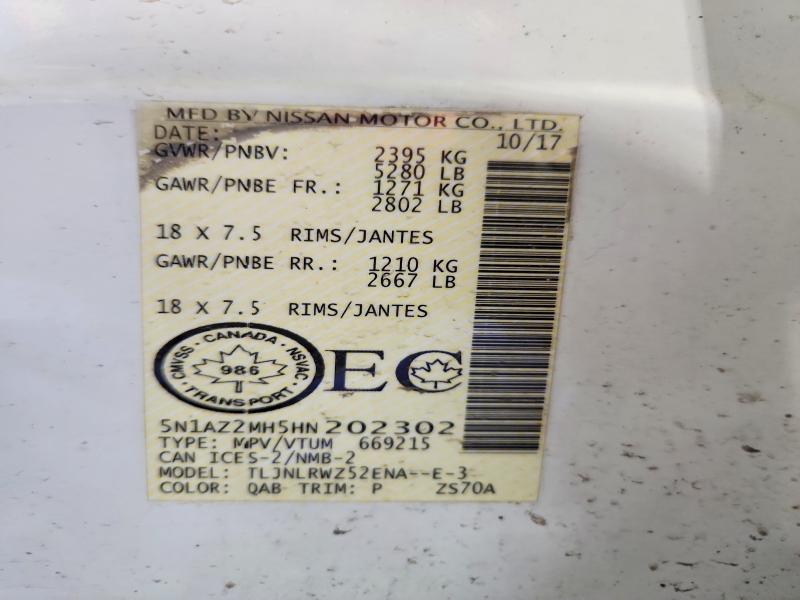 MFD BY NISSAN MOTOR CO., LTD.
DATE: 10/17
GVWR/PNBV: 2395 KG
5280 LB
GAWR/PNBE FR.: 1271 KG
2802 LB
18 X 7.5 RIMS/JANTES
GAWR/PNBE RR.: 1210 KG
2667 LB
18 X 7.5 RIMS/JANTES
CANADA · NSVAC · TRANSPORT · CMVSS ·
986
EC
5N1AZ2MH5HN202302
TYPE: MPV/VTUM 669215
CAN ICES-2/NMB-2
MODEL: TLJNLRWZ52ENA--E-3
COLOR: QAB TRIM: P ZS70A